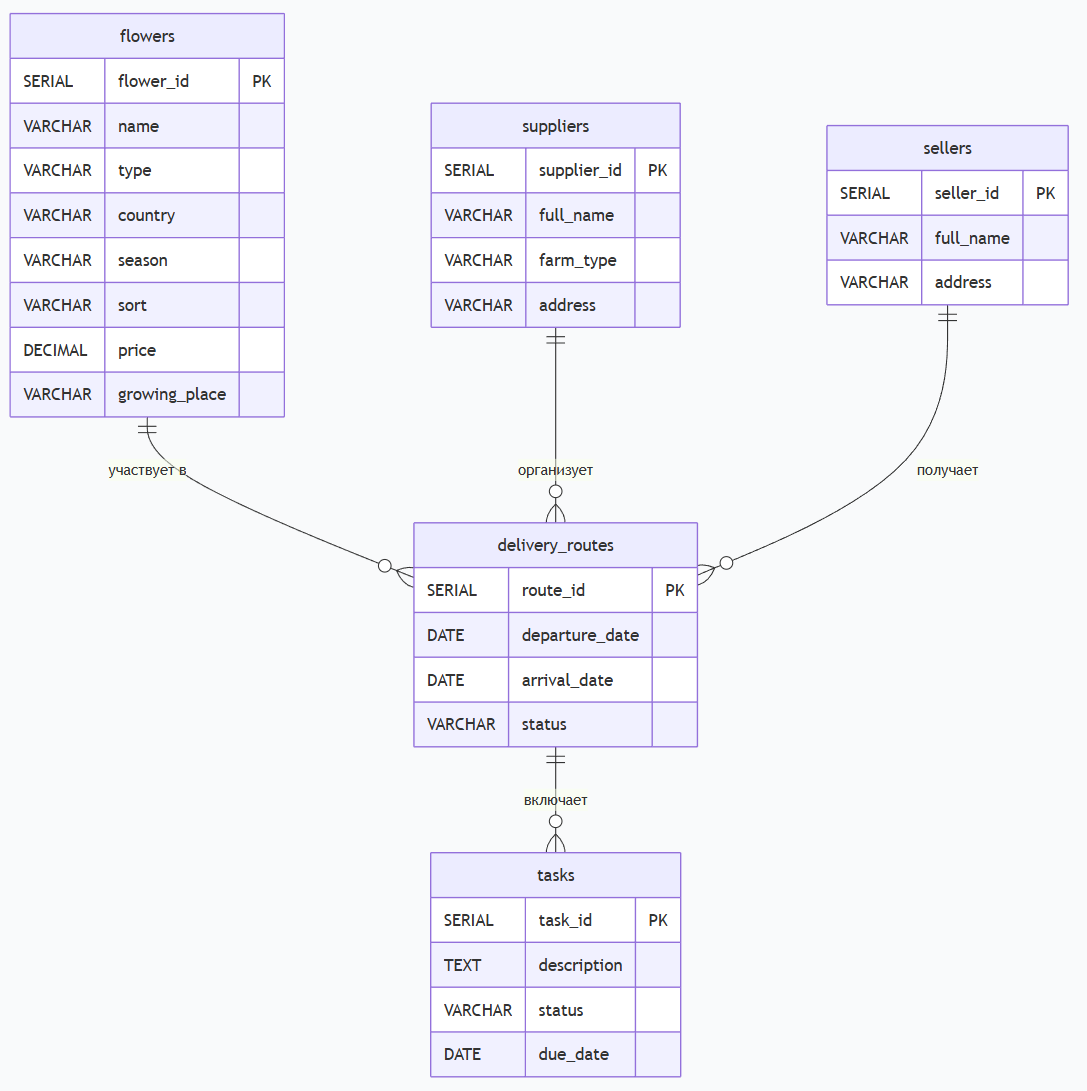 flowers
SERIAL flower_id PK
VARCHAR name
VARCHAR type
VARCHAR country
VARCHAR season
VARCHAR sort
DECIMAL price
VARCHAR growing_place
suppliers
SERIAL supplier_id PK
VARCHAR full_name
VARCHAR farm_type
VARCHAR address
sellers
SERIAL seller_id PK
VARCHAR full_name
VARCHAR address
участвует в
организует
получает
delivery_routes
SERIAL route_id PK
DATE departure_date
DATE arrival_date
VARCHAR status
включает
tasks
SERIAL task_id PK
TEXT description
VARCHAR status
DATE due_date